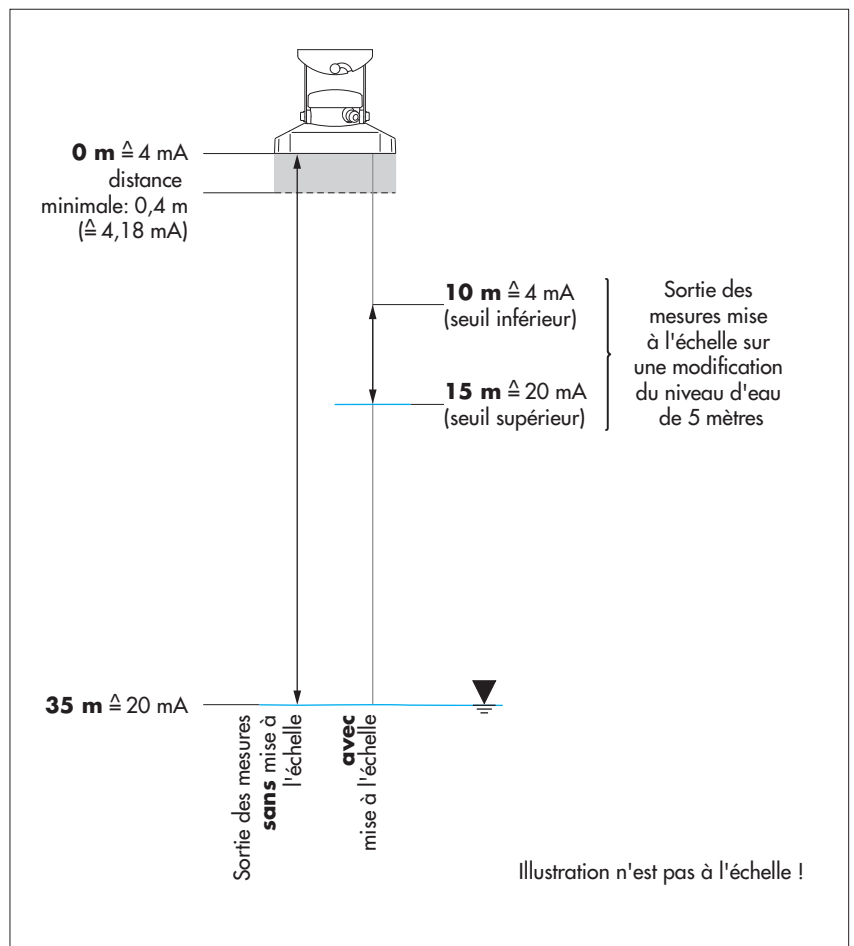 0 m ≙ 4 mA
distance
minimale: 0,4 m
(≙ 4,18 mA)
10 m ≙ 4 mA
(seuil inférieur)
15 m ≙ 20 mA
(seuil supérieur)
Sortie des
mesures mise
à l'échelle sur
une modification
du niveau d'eau
de 5 mètres
35 m ≙ 20 mA
Sortie des mesures
sans mise à
l'échelle
avec
mise à l'échelle
Illustration n'est pas à l'échelle !